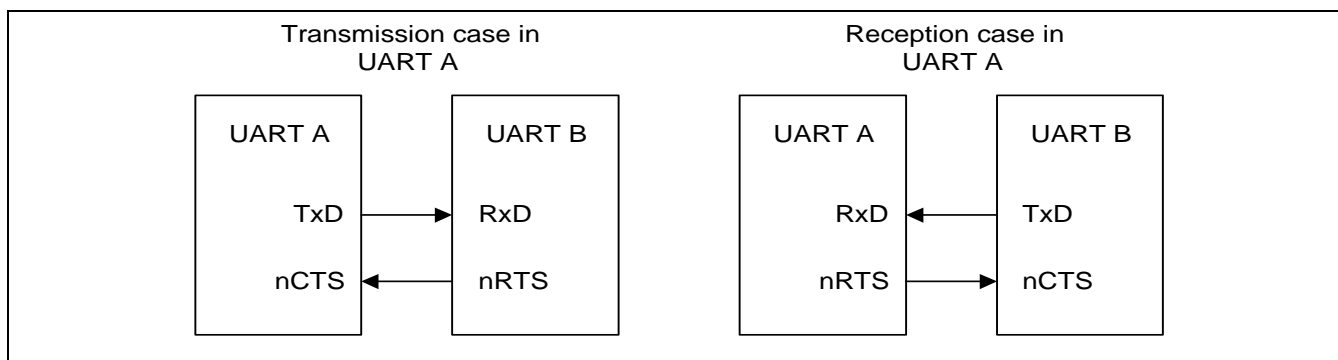 Transmission case in
UART A
UART A
UART B
TxD
RxD
nCTS
nRTS
Reception case in
UART A
UART A
UART B
RxD
TxD
nRTS
nCTS